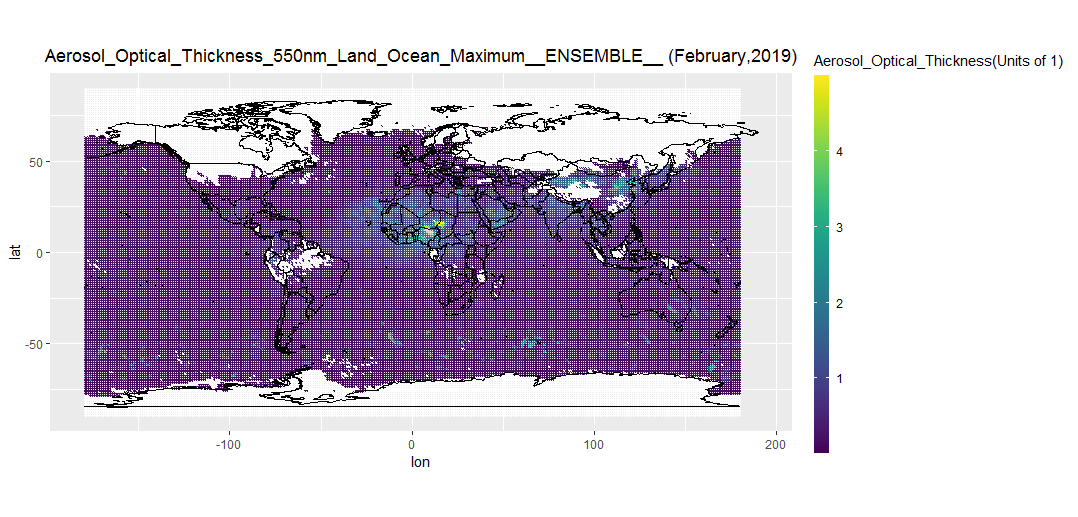 Aerosol_Optical_Thickness_550nm_Land_Ocean_Maximum__ENSEMBLE__ (February,2019)
Aerosol_Optical_Thickness(Units of 1)
4
3
2
1
50
0
-50
lat
-100
0
100
200
lon